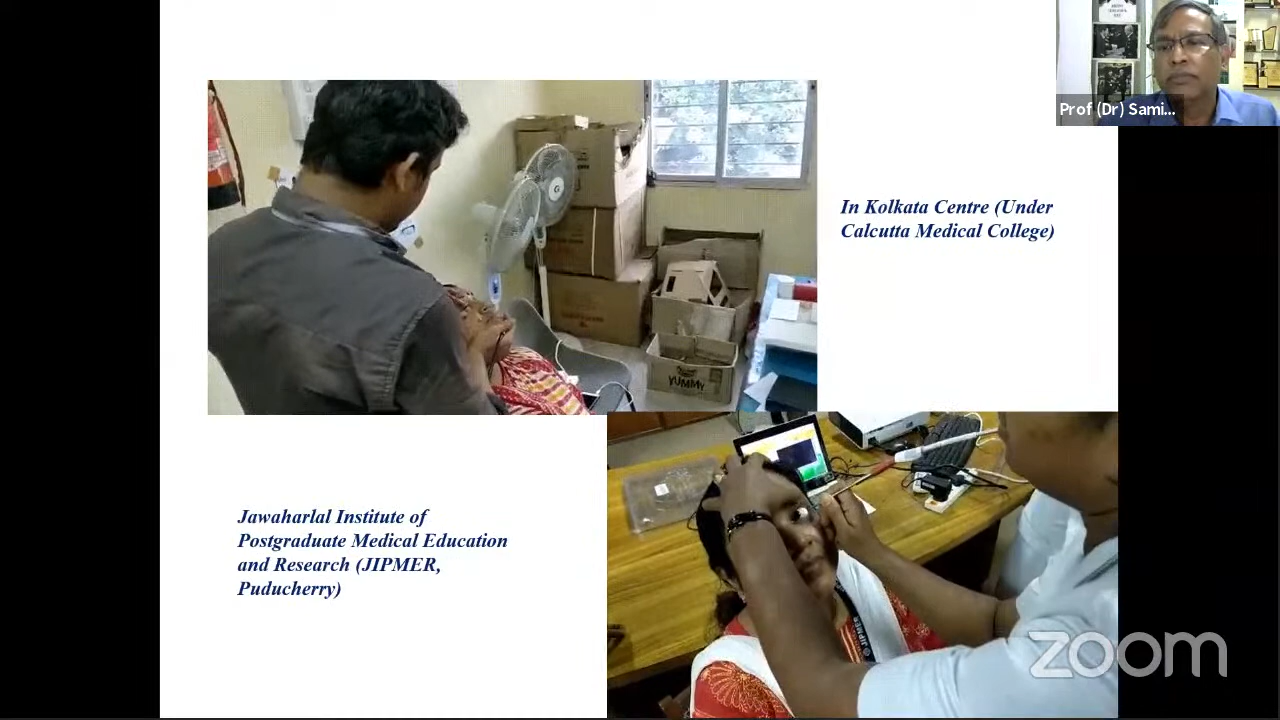 Prof (Dr) Sami...
In Kolkata Centre (Under
Calcutta Medical College)
G
YUMMY
Jawaharlal Institute of
Postgraduate Medical Education
and Research (JIPMER,
Puducherry)
JIPMER
zoom